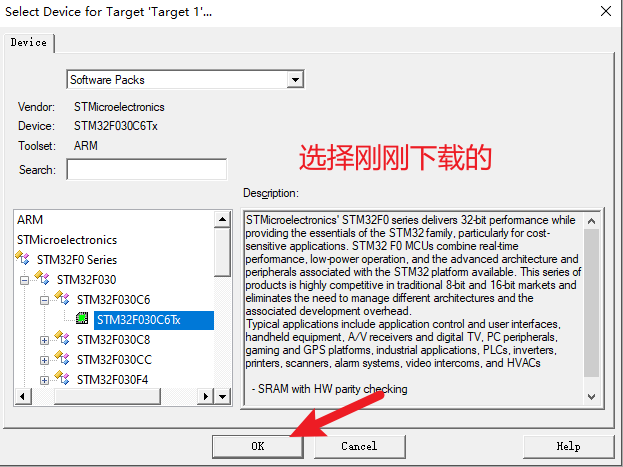 Select Device for Target 'Target 1'...
Device
Software Packs
Vendor: STMicroelectronics
Device: STM32F030C6Tx
Toolset: ARM
Search:
选择刚刚下载的
Description:
ARM
STMicroelectronics
STM32F0 Series
STM32F030
STM32F030C6
STM32F030C6Tx
STM32F030C8
STM32F030CC
STM32F030F4
STMicroelectronics' STM32F0 series delivers 32-bit performance while
providing the essentials of the STM32 family, particularly for cost-
sensitive applications. STM32 F0 MCUs combine real-time
performance, low-power operation, and the advanced architecture and
peripherals associated with the STM32 platform available. This series of
products is highly competitive in traditional 8-bit and 16-bit markets and
eliminates the need to manage different architectures and the
associated development overhead.
Typical applications include application control and user interfaces,
handheld equipment, A/V receivers and digital TV, PC peripherals,
gaming and GPS platforms, industrial applications, PLCs, inverters,
printers, scanners, alarm systems, video intercoms, and HVACs
- SRAM with HW parity checking
OK
Cancel
Help